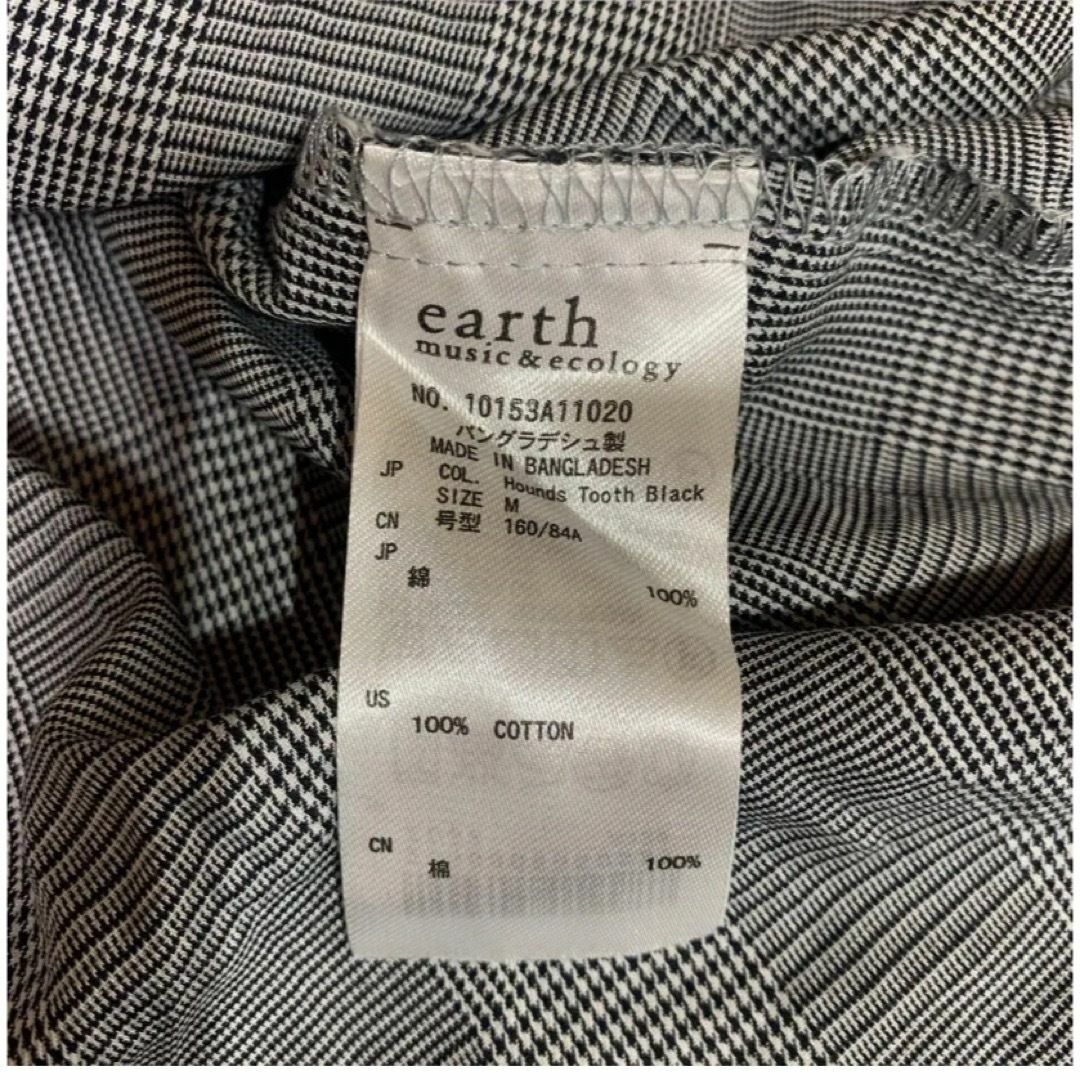 earth
music & ecology
NO. 10153A11020
バングラデシュ製
MADE IN BANGLADESH
JP COL. Hounds Tooth Black
SIZE M
CN 号型 160/84A
JP
綿 100%
US
100% COTTON
CN
棉 100%